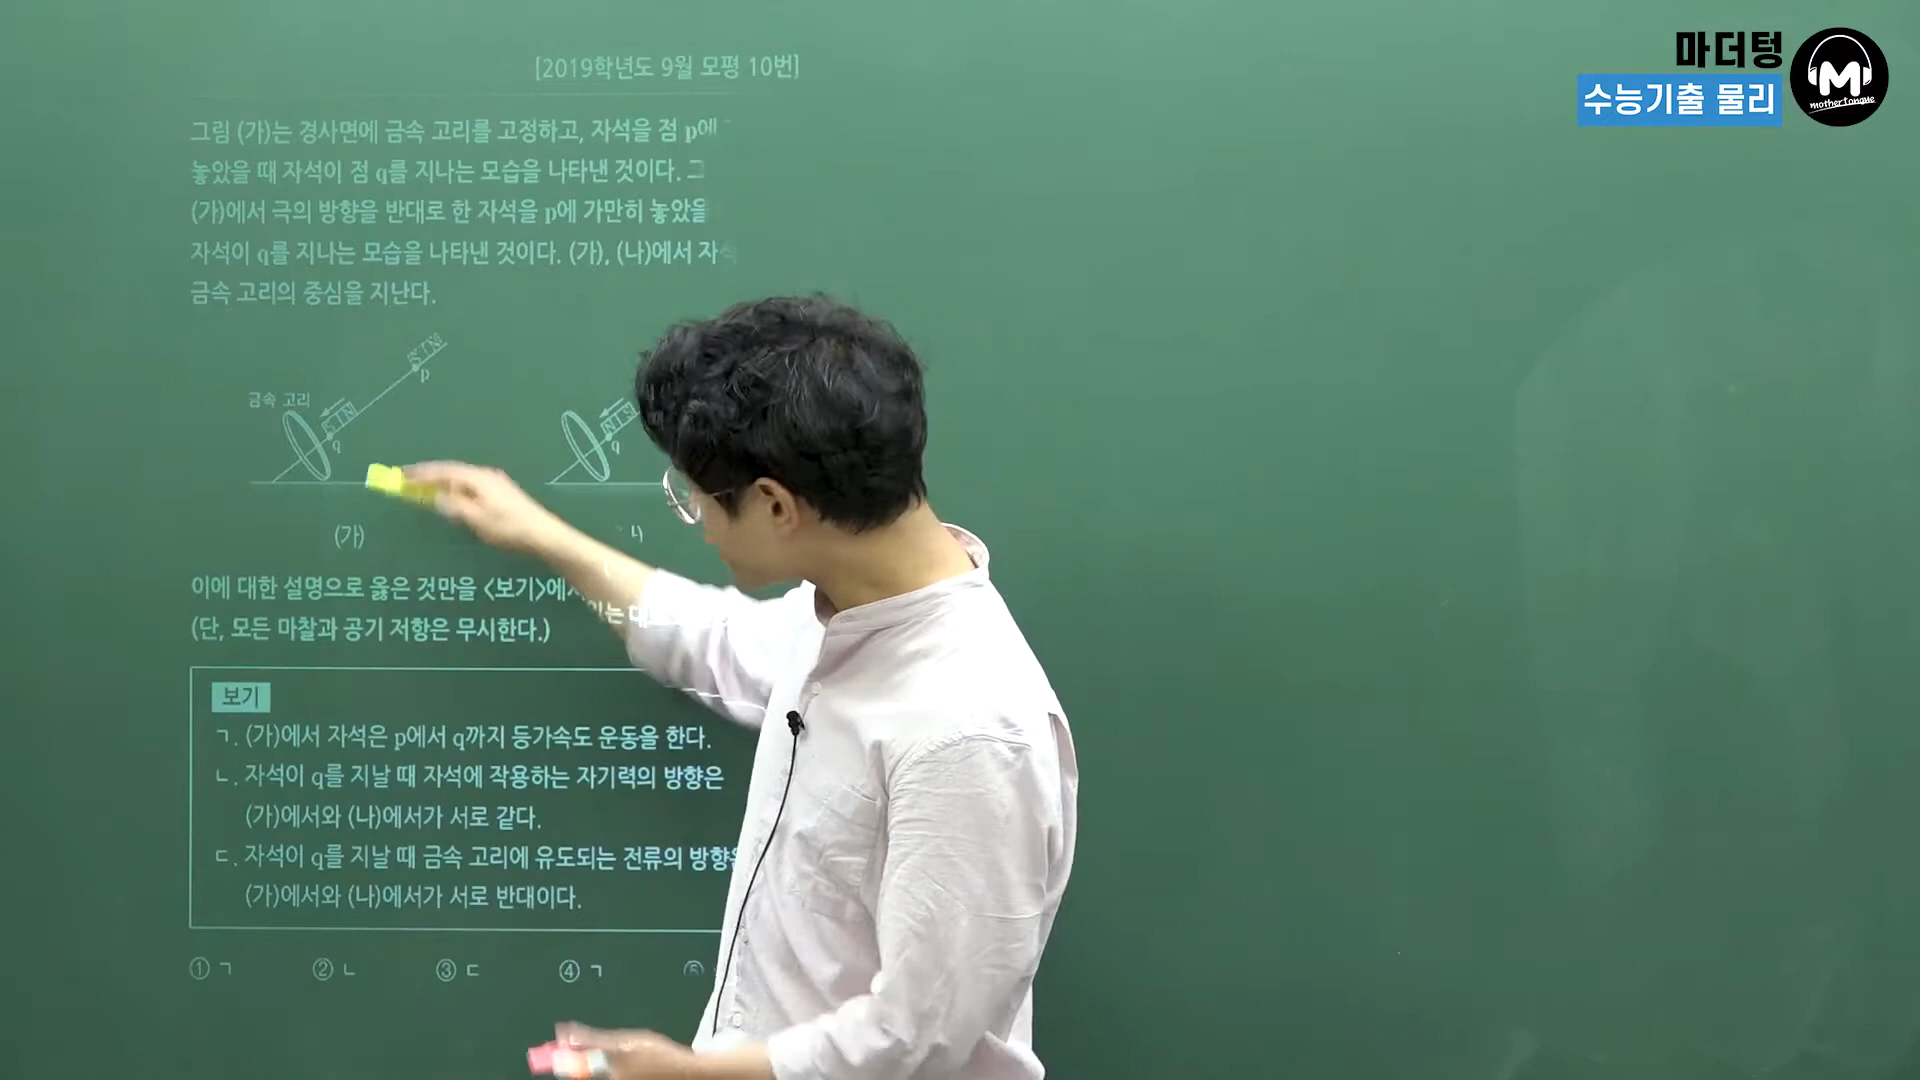 [2019학년도 9월 모평 10번]
마더텅
수능기출 물리
mothertongue
그림 (가)는 경사면에 금속 고리를 고정하고, 자석을 점 p에
놓았을 때 자석이 점 q를 지나는 모습을 나타낸 것이다.
(가)에서 극의 방향을 반대로 한 자석을 p에 가만히 놓았을
자석이 q를 지나는 모습을 나타낸 것이다. (가), (나)에서
금속 고리의 중심을 지난다.
S N
p
금속 고리
S N
q
N S
q
(가)
이에 대한 설명으로 옳은 것만을 <보기>에서 있는 대로
(단, 모든 마찰과 공기 저항은 무시한다.)
보기
ㄱ. (가)에서 자석은 p에서 q까지 등가속도 운동을 한다.
ㄴ. 자석이 q를 지날 때 자석에 작용하는 자기력의 방향은
(가)에서와 (나)에서가 서로 같다.
ㄷ. 자석이 q를 지날 때 금속 고리에 유도되는 전류의 방향은
(가)에서와 (나)에서가 서로 반대이다.
① ㄱ ② ㄴ ③ ㄷ ④ ㄱ ⑤